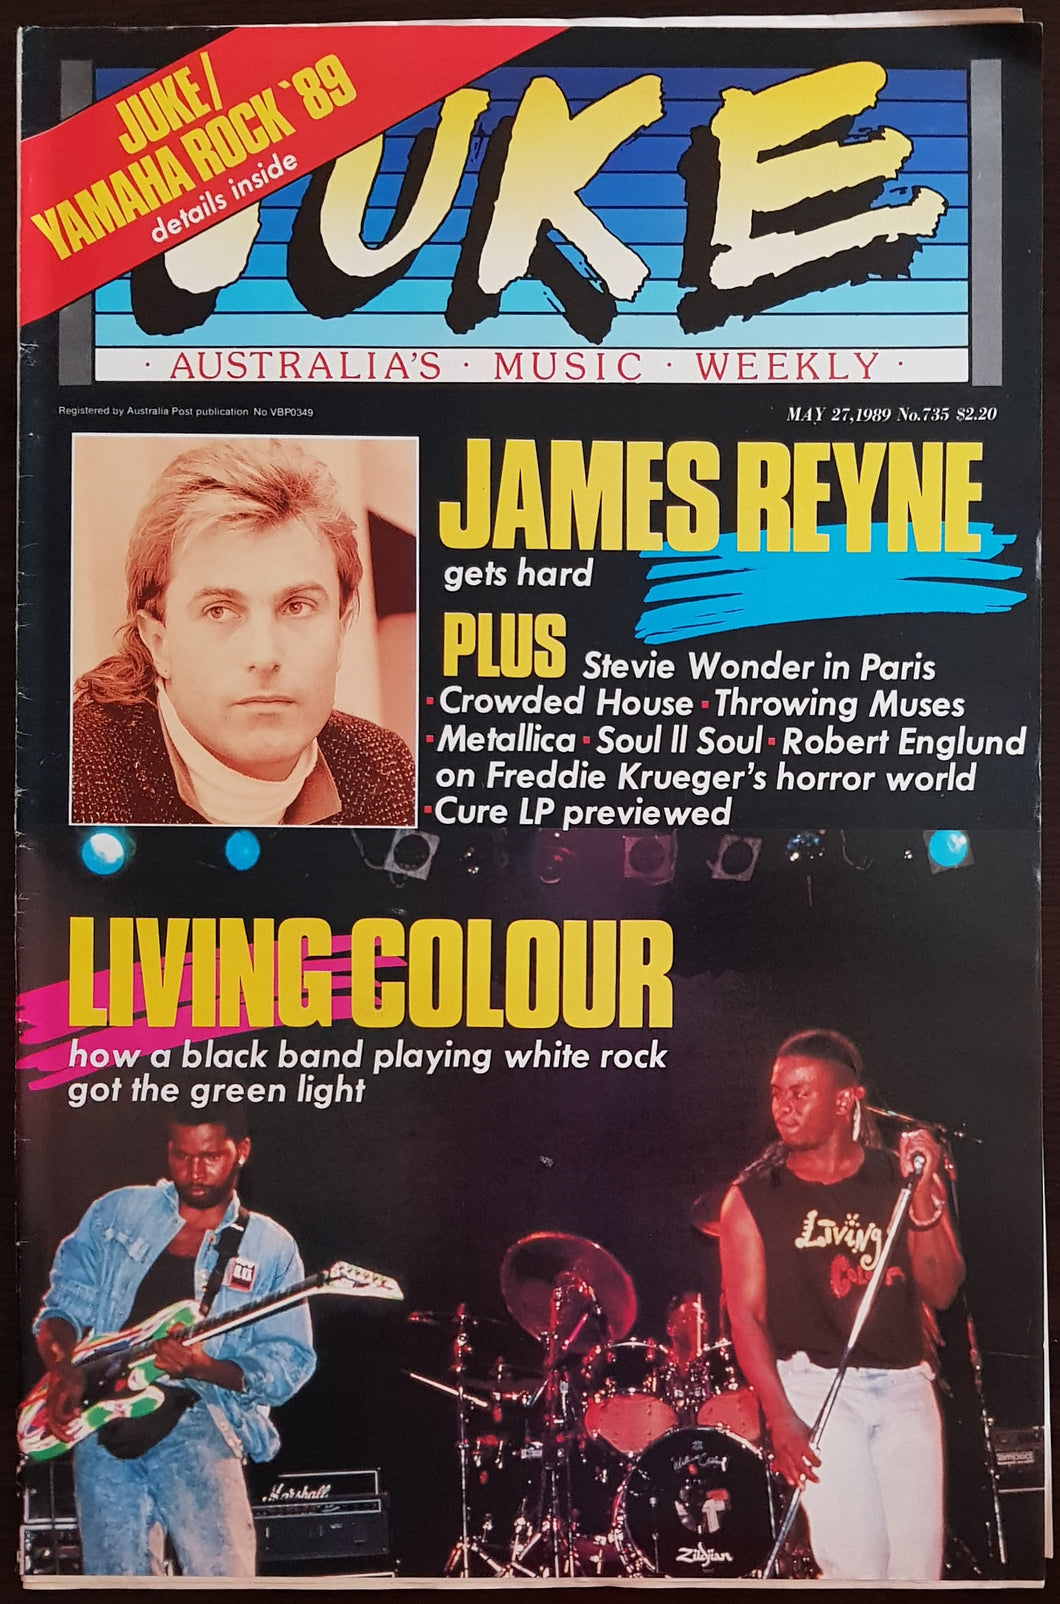 JUKE/
YAMAHA ROCK '89
details inside
JUKE
· AUSTRALIA'S · MUSIC · WEEKLY ·
Registered by Australia Post publication No VBP0349
MAY 27,1989 No.735 $2.20
JAMES REYNE
gets hard
PLUS Stevie Wonder in Paris
▪Crowded House ▪Throwing Muses
▪Metallica ▪Soul II Soul ▪Robert Englund
on Freddie Krueger's horror world
▪Cure LP previewed
LIVING COLOUR
how a black band playing white rock
got the green light
Living
Marshall
Zildjian